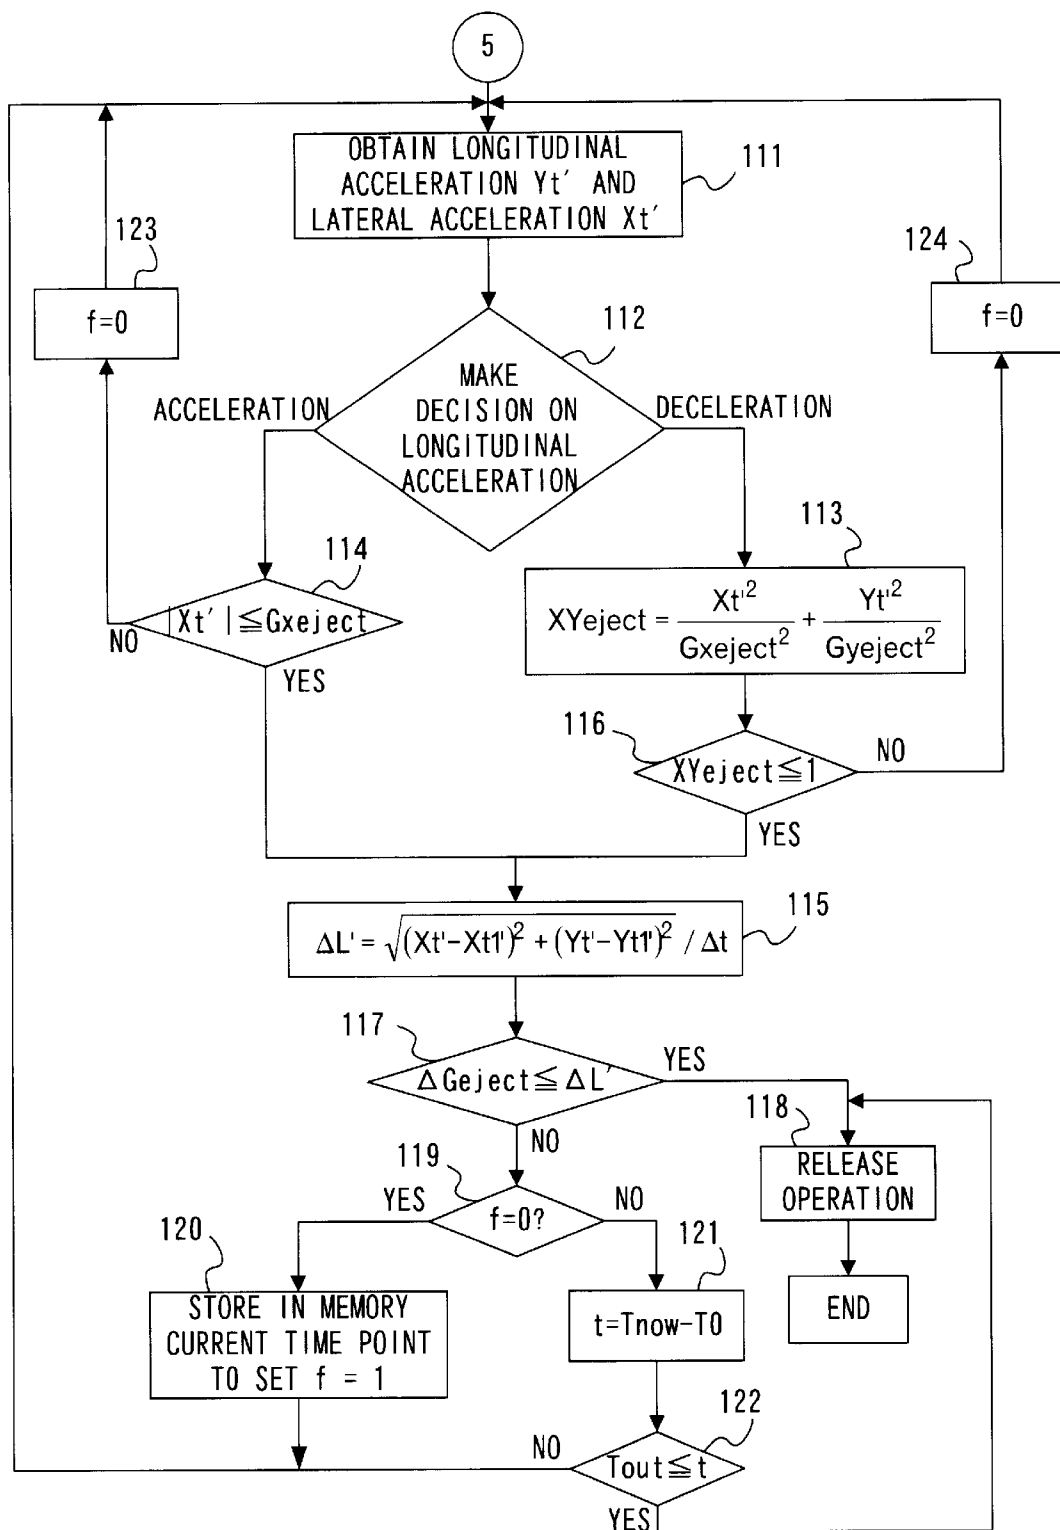 5
OBTAIN LONGITUDINAL
ACCELERATION Yt' AND
LATERAL ACCELERATION Xt'
111
123
f=0
124
f=0
112
MAKE
DECISION ON
LONGITUDINAL
ACCELERATION
ACCELERATION
DECELERATION
114
|Xt'|≦Gxeject
NO
YES
113
XYeject = Xt'² / Gxeject² + Yt'² / Gyeject²
116
XYeject≦1
NO
YES
115
ΔL' = √(Xt'-Xt1')² + (Yt'-Yt1')² / Δt
117
ΔGeject≦ΔL'
YES
NO
118
RELEASE
OPERATION
END
119
f=0?
YES
NO
120
STORE IN MEMORY
CURRENT TIME POINT
TO SET f = 1
121
t=Tnow-T0
122
Tout≦t
NO
YES